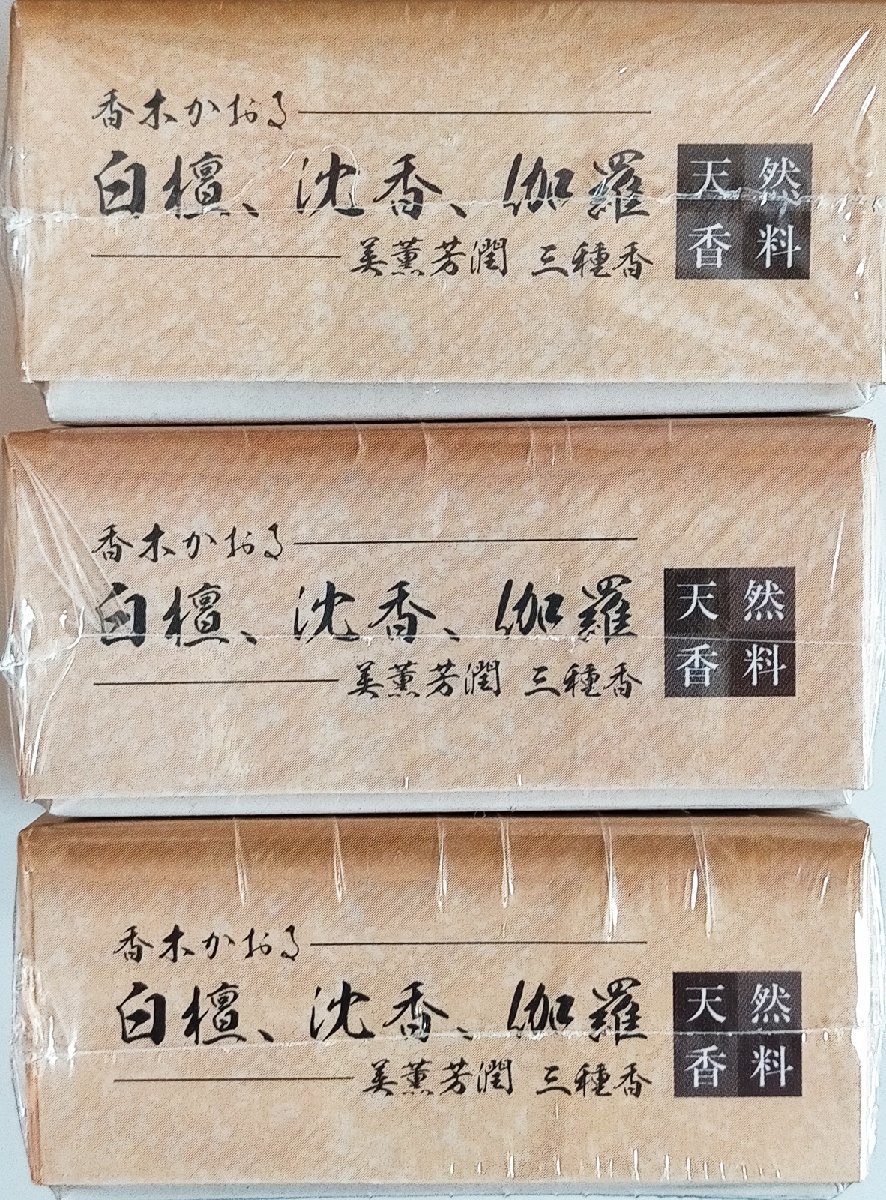 香木かおる
白檀、沈香、伽羅
美薫芳潤 三種香
天然
香料
香木かおる
白檀、沈香、伽羅
美薫芳潤 三種香
天然
香料
香木かおる
白檀、沈香、伽羅
美薫芳潤 三種香
天然
香料